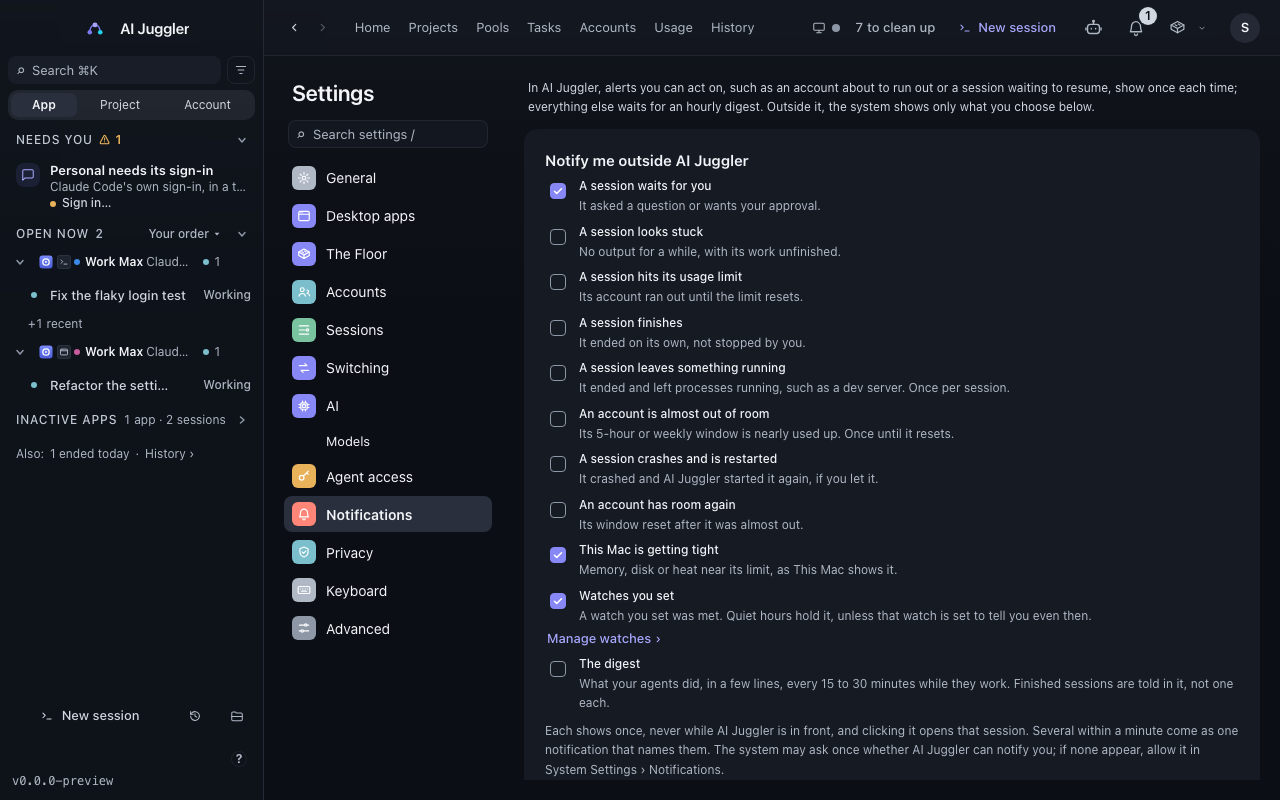 AI Juggler
Search ⌘K
App
Project
Account
NEEDS YOU
1
Personal needs its sign-in
Claude Code's own sign-in, in a t…
Sign in…
OPEN NOW 2
Your order
Work Max Claud…
1
Fix the flaky login test
Working
+1 recent
Work Max Claud…
1
Refactor the setti…
Working
INACTIVE APPS 1 app · 2 sessions
Also: 1 ended today · History ›
New session
?
v0.0.0-preview
Home
Projects
Pools
Tasks
Accounts
Usage
History
7 to clean up
New session
1
S
Settings
Search settings /
General
Desktop apps
The Floor
Accounts
Sessions
Switching
AI
Models
Agent access
Notifications
Privacy
Keyboard
Advanced
In AI Juggler, alerts you can act on, such as an account about to run out or a session waiting to resume, show once each time;
everything else waits for an hourly digest. Outside it, the system shows only what you choose below.
Notify me outside AI Juggler
A session waits for you
It asked a question or wants your approval.
A session looks stuck
No output for a while, with its work unfinished.
A session hits its usage limit
Its account ran out until the limit resets.
A session finishes
It ended on its own, not stopped by you.
A session leaves something running
It ended and left processes running, such as a dev server. Once per session.
An account is almost out of room
Its 5-hour or weekly window is nearly used up. Once until it resets.
A session crashes and is restarted
It crashed and AI Juggler started it again, if you let it.
An account has room again
Its window reset after it was almost out.
This Mac is getting tight
Memory, disk or heat near its limit, as This Mac shows it.
Watches you set
A watch you set was met. Quiet hours hold it, unless that watch is set to tell you even then.
Manage watches ›
The digest
What your agents did, in a few lines, every 15 to 30 minutes while they work. Finished sessions are told in it, not one
each.
Each shows once, never while AI Juggler is in front, and clicking it opens that session. Several within a minute come as one
notification that names them. The system may ask once whether AI Juggler can notify you; if none appear, allow it in
System Settings › Notifications.